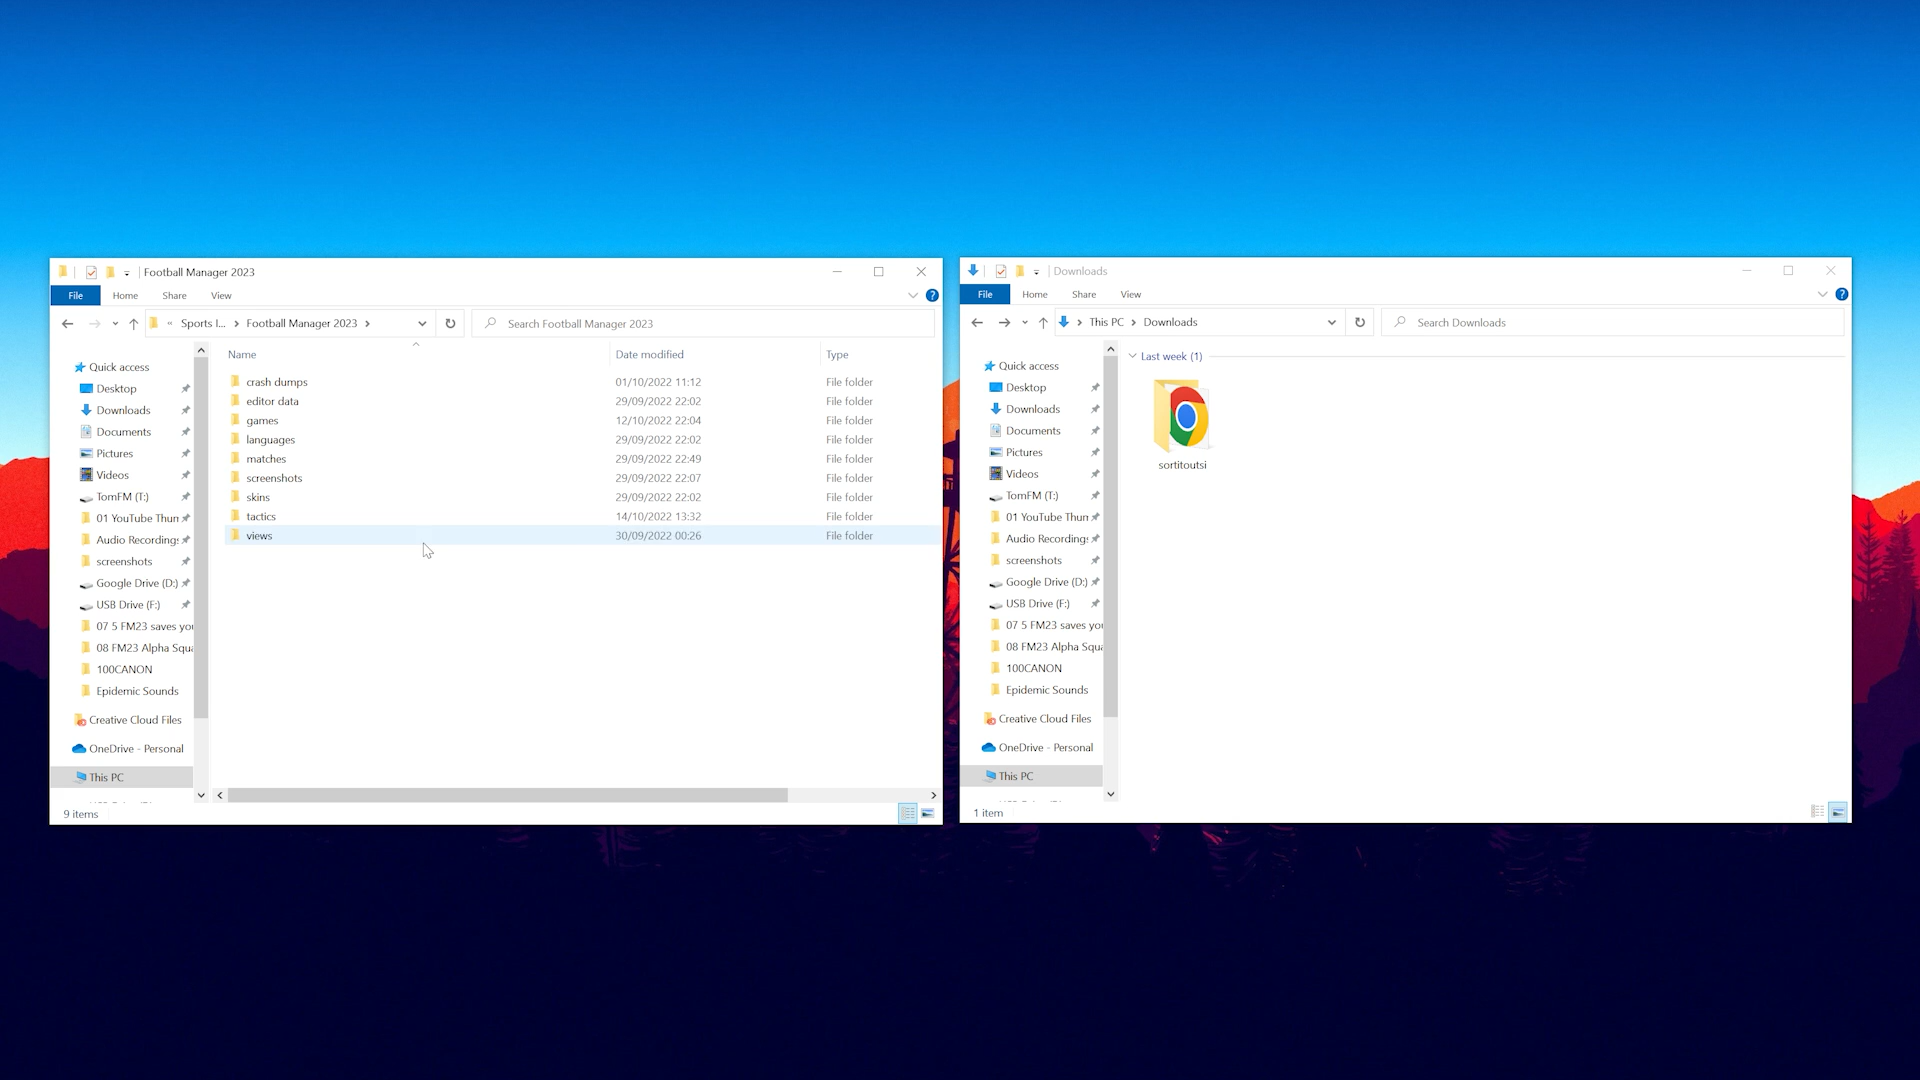 Football Manager 2023
File Home Share View
Sports I... Football Manager 2023
Search Football Manager 2023
Quick access
Desktop
Downloads
Documents
Pictures
Videos
TomFM (T:)
01 YouTube Thun
Audio Recordings
screenshots
Google Drive (D:)
USB Drive (F:)
07 5 FM23 saves you
08 FM23 Alpha Squa
100CANON
Epidemic Sounds
Creative Cloud Files
OneDrive - Personal
This PC
Name Date modified Type
crash dumps 01/10/2022 11:12 File folder
editor data 29/09/2022 22:02 File folder
games 12/10/2022 22:04 File folder
languages 29/09/2022 22:02 File folder
matches 29/09/2022 22:49 File folder
screenshots 29/09/2022 22:07 File folder
skins 29/09/2022 22:02 File folder
tactics 14/10/2022 13:32 File folder
views 30/09/2022 00:26 File folder
9 items
Downloads
File Home Share View
This PC Downloads
Search Downloads
Quick access
Desktop
Downloads
Documents
Pictures
Videos
TomFM (T:)
01 YouTube Thun
Audio Recordings
screenshots
Google Drive (D:)
USB Drive (F:)
07 5 FM23 saves you
08 FM23 Alpha Squa
100CANON
Epidemic Sounds
Creative Cloud Files
OneDrive - Personal
This PC
Last week (1)
sortitoutsi
1 item